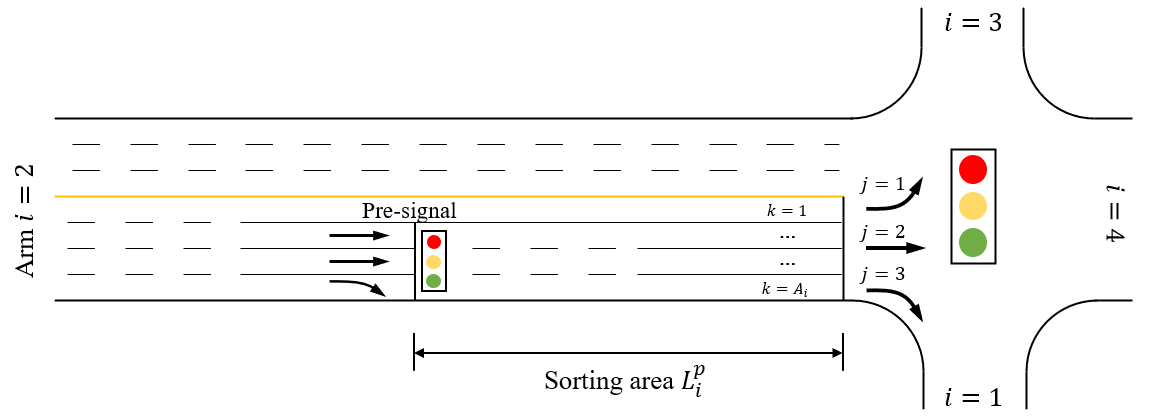 i = 3
Arm i = 2
Pre-signal
k = 1
...
...
k = A_i
j = 1
j = 2
j = 3
i = 4
Sorting area L_i^p
i = 1